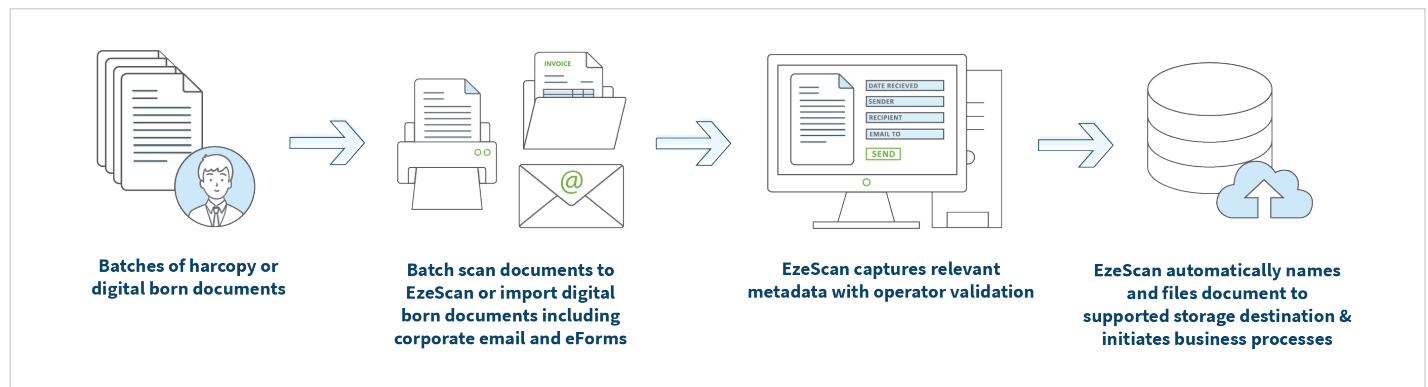 Batches of harcopy or
digital born documents
INVOICE
@
Batch scan documents to
EzeScan or import digital
born documents including
corporate email and eForms
DATE RECIEVED
SENDER
RECIPIENT
EMAIL TO
SEND
EzeScan captures relevant
metadata with operator validation
EzeScan automatically names
and files document to
supported storage destination &
initiates business processes